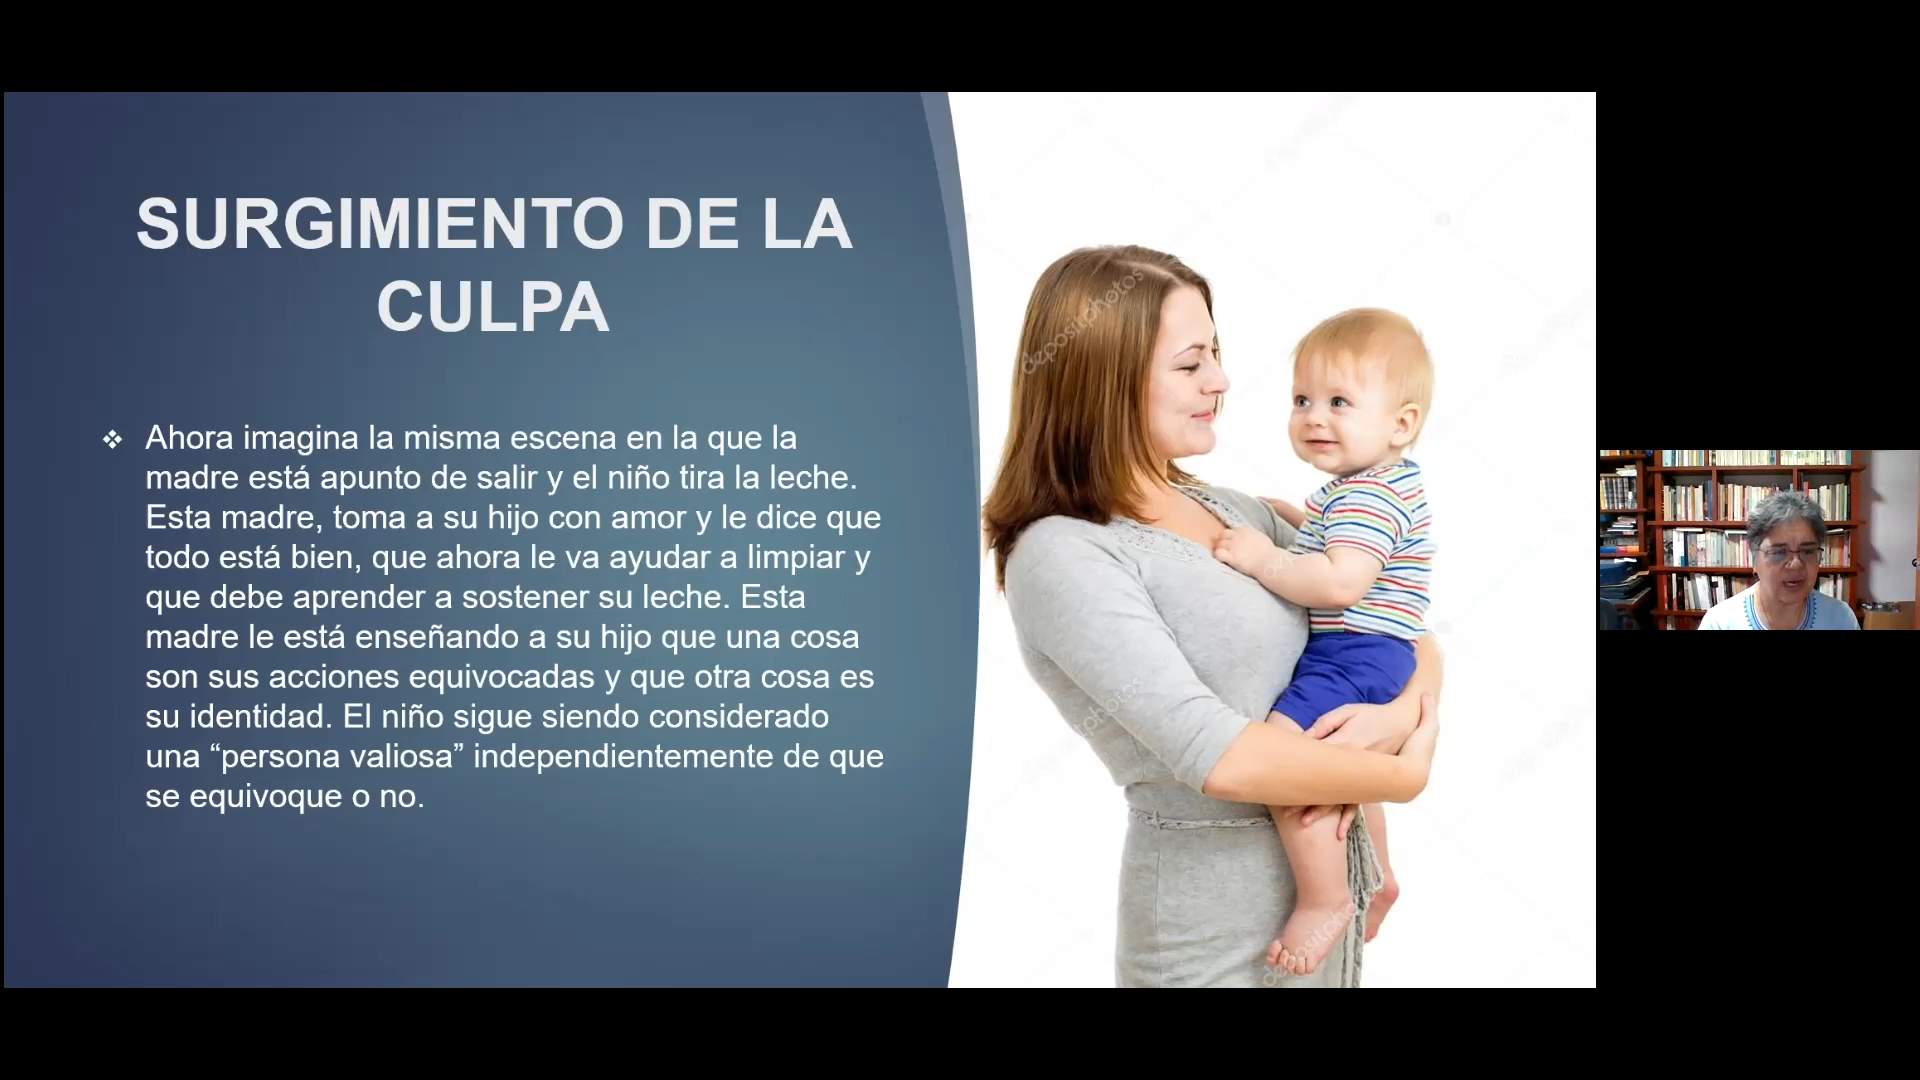 SURGIMIENTO DE LA
CULPA
❖ Ahora imagina la misma escena en la que la
madre está apunto de salir y el niño tira la leche.
Esta madre, toma a su hijo con amor y le dice que
todo está bien, que ahora le va ayudar a limpiar y
que debe aprender a sostener su leche. Esta
madre le está enseñando a su hijo que una cosa
son sus acciones equivocadas y que otra cosa es
su identidad. El niño sigue siendo considerado
una “persona valiosa” independientemente de que
se equivoque o no.
depositphotos
depositphotos
depositphotos